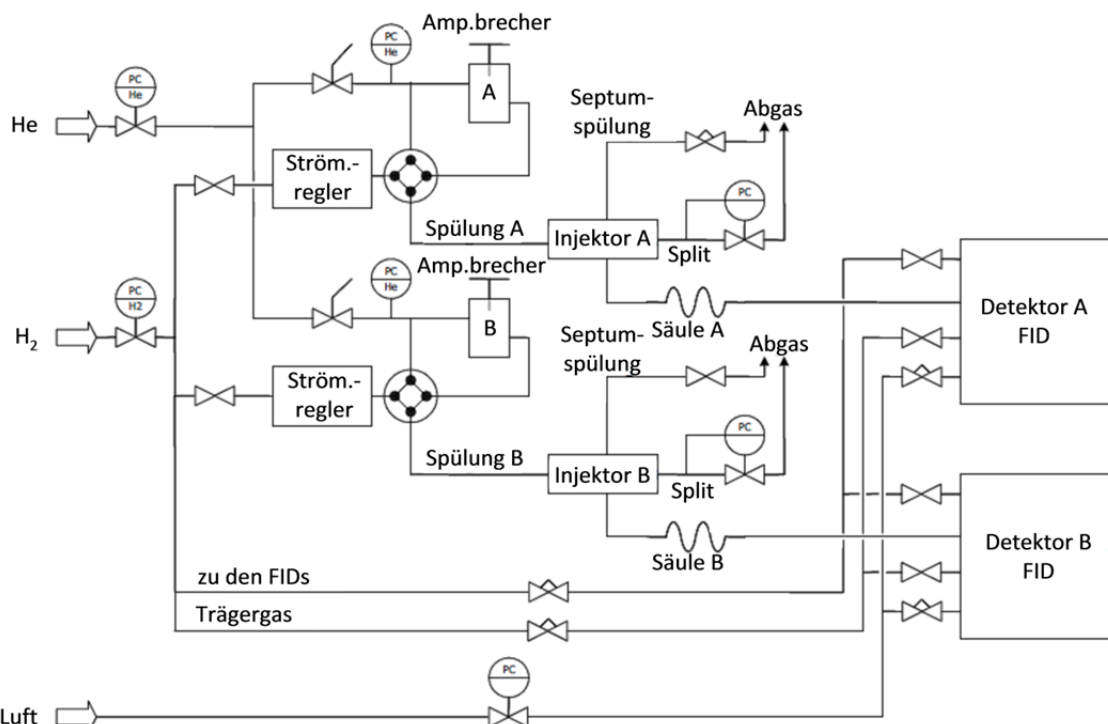 Amp.brecher
PC
He
A
PC
He
He
Septum-
spülung
Abgas
Ström.-
regler
PC
Spülung A
Injektor A
Split
Amp.brecher
PC
He
PC
H2
H₂
B
Säule A
Detektor A
FID
Septum-
spülung
Abgas
Ström.-
regler
PC
Spülung B
Injektor B
Split
Säule B
Detektor B
FID
zu den FIDs
Trägergas
PC
Luft